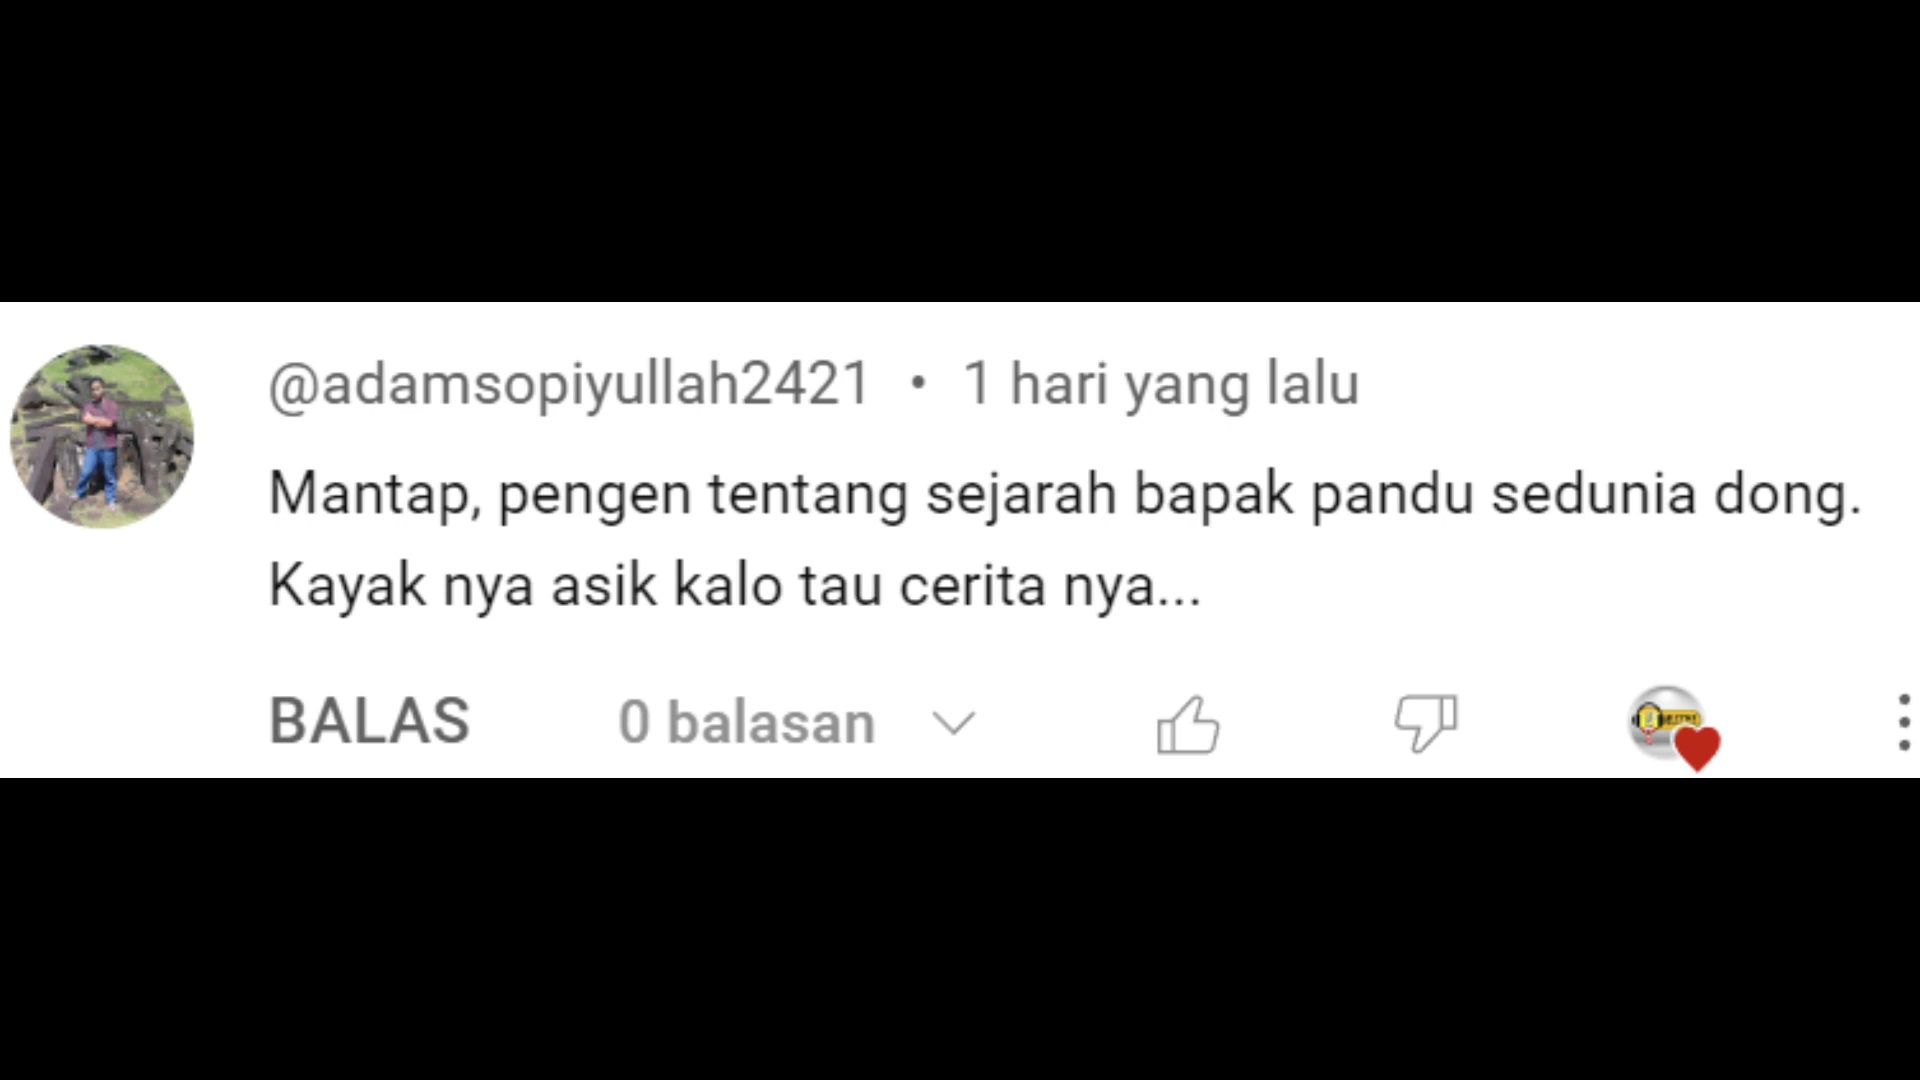 @adamsopiyullah2421 • 1 hari yang lalu
Mantap, pengen tentang sejarah bapak pandu sedunia dong.
Kayak nya asik kalo tau cerita nya...
BALAS 0 balasan